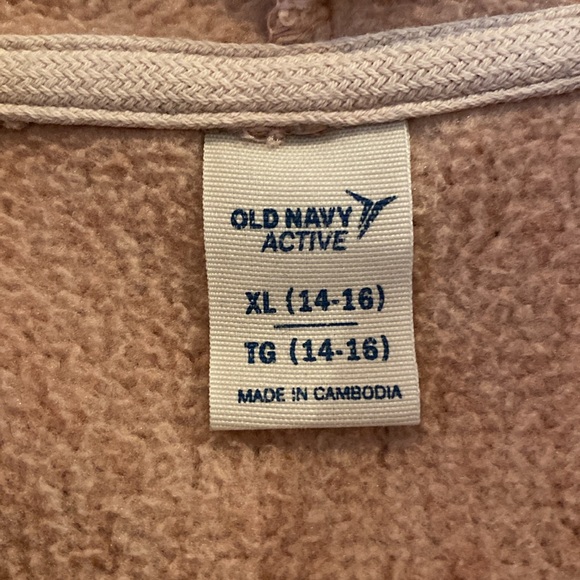 OLD NAVY
ACTIVE
XL (14-16)
TG (14-16)
MADE IN CAMBODIA